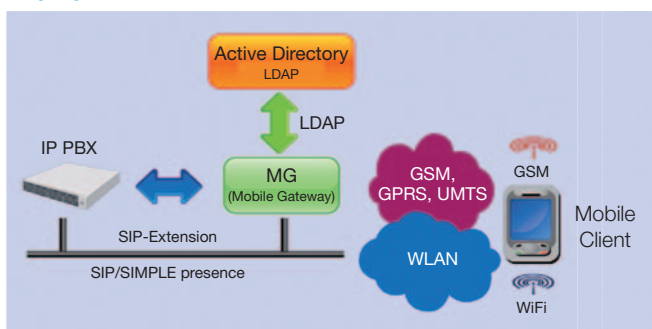 Active Directory
LDAP
LDAP
IP PBX
MG
(Mobile Gateway)
SIP-Extension
SIP/SIMPLE presence
GSM,
GPRS, UMTS
WLAN
GSM
Mobile
Client
WiFi